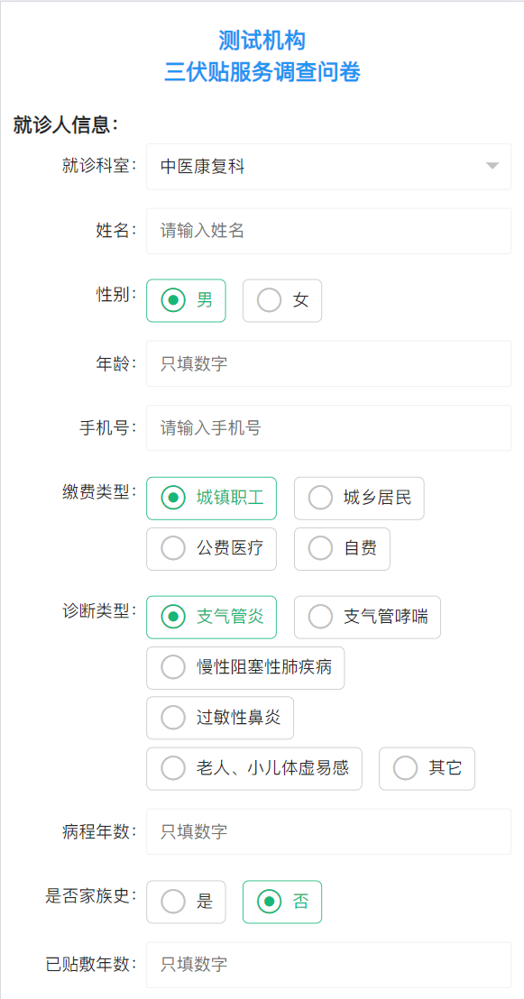 测试机构
三伏贴服务调查问卷
就诊人信息：
就诊科室： 中医康复科
姓名： 请输入姓名
性别： 男 女
年龄： 只填数字
手机号： 请输入手机号
缴费类型： 城镇职工 城乡居民
公费医疗 自费
诊断类型： 支气管炎 支气管哮喘
慢性阻塞性肺疾病
过敏性鼻炎
老人、小儿体虚易感 其它
病程年数： 只填数字
是否家族史： 是 否
已贴敷年数： 只填数字